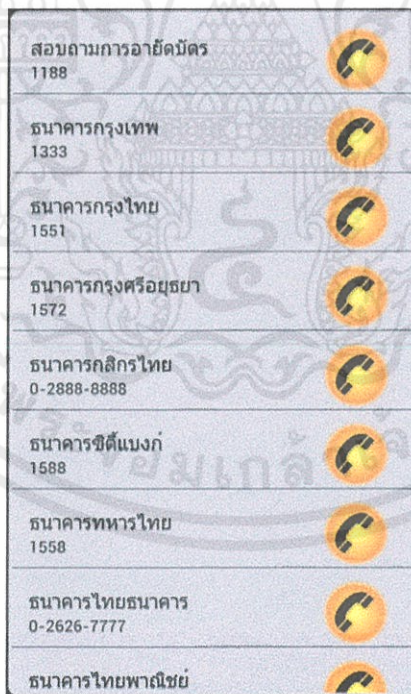 สอบถามการอายัดบัตร
1188
ธนาคารกรุงเทพ
1333
ธนาคารกรุงไทย
1551
ธนาคารกรุงศรีอยุธยา
1572
ธนาคารกสิกรไทย
0-2888-8888
ธนาคารซิตี้แบงก์
1588
ธนาคารทหารไทย
1558
ธนาคารไทยธนาคาร
0-2626-7777
ธนาคารไทยพาณิชย์